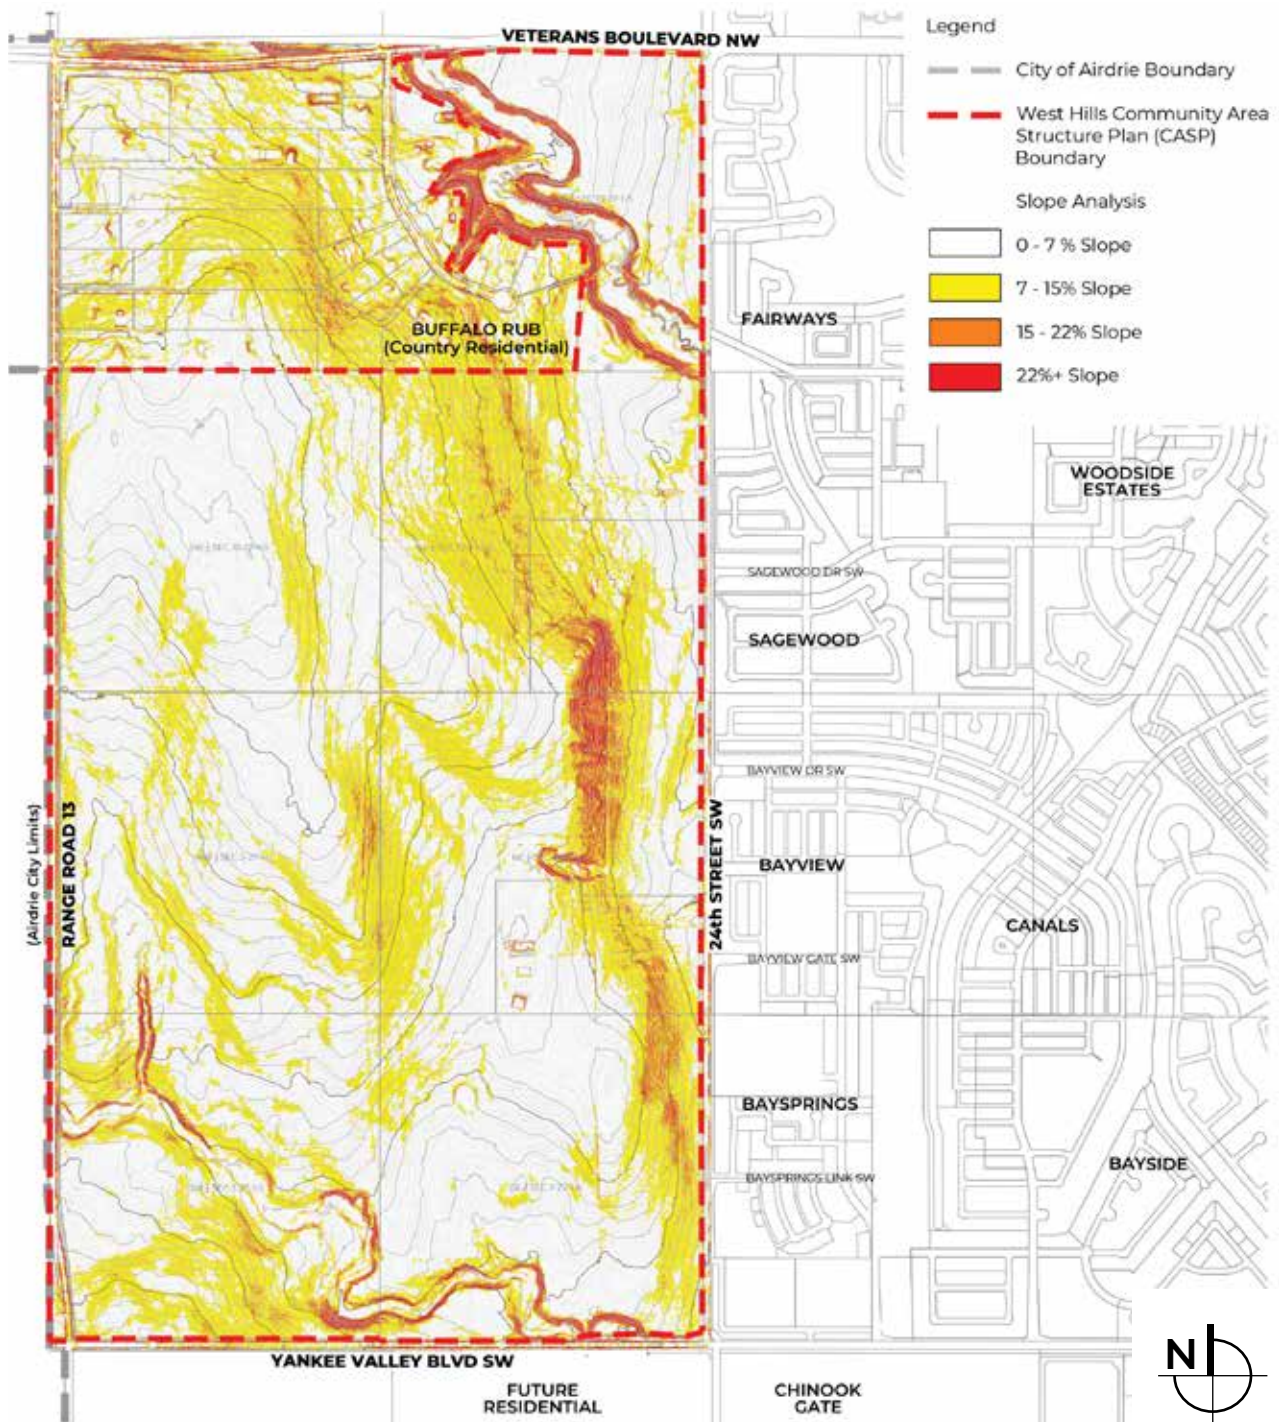 VETERANS BOULEVARD NW
Legend
City of Airdrie Boundary
West Hills Community Area
Structure Plan (CASP)
Boundary
Slope Analysis
0 - 7 % Slope
7 - 15% Slope
15 - 22% Slope
22%+ Slope
FAIRWAYS
BUFFALO RUB
(Country Residential)
WOODSIDE
ESTATES
SAGEWOOD DR SW
SAGEWOOD
BAYVIEW DR SW
(Airdrie City Limits)
RANGE ROAD 13
24th STREET SW
BAYVIEW
CANALS
BAYVIEW GATE SW
BAYSPRINGS
BAYSIDE
BAYSPRINGS LINK SW
YANKEE VALLEY BLVD SW
FUTURE
RESIDENTIAL
CHINOOK
GATE
N